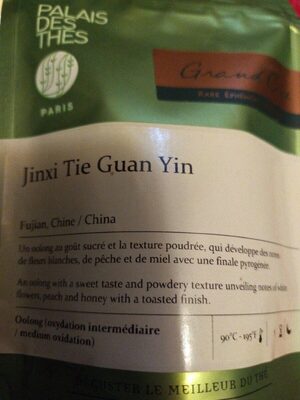 PALAIS
DES
THÉS
PARIS
Grand
RARE
Jinxi Tie Guan Yin
Fujian, Chine / China
Un oolong au goût sucré et la texture poudrée, qui développe des notes
de fleurs blanches, de pêche et de miel avec une finale pyrogénée.
An oolong with a sweet taste and powdery texture unveiling notes of white
flowers, peach and honey with a toasted finish.
Oolong (oxydation intermédiaire
/ medium oxidation)
90°C - 195°F
DÉGUSTER LE MEILLEUR DU THÉ